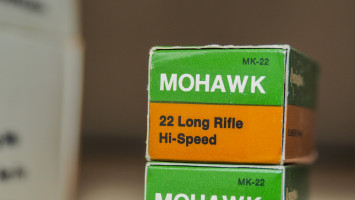 MK-22
MOHAWK
22 Long Rifle
Hi-Speed
MK-22
MOHAWK